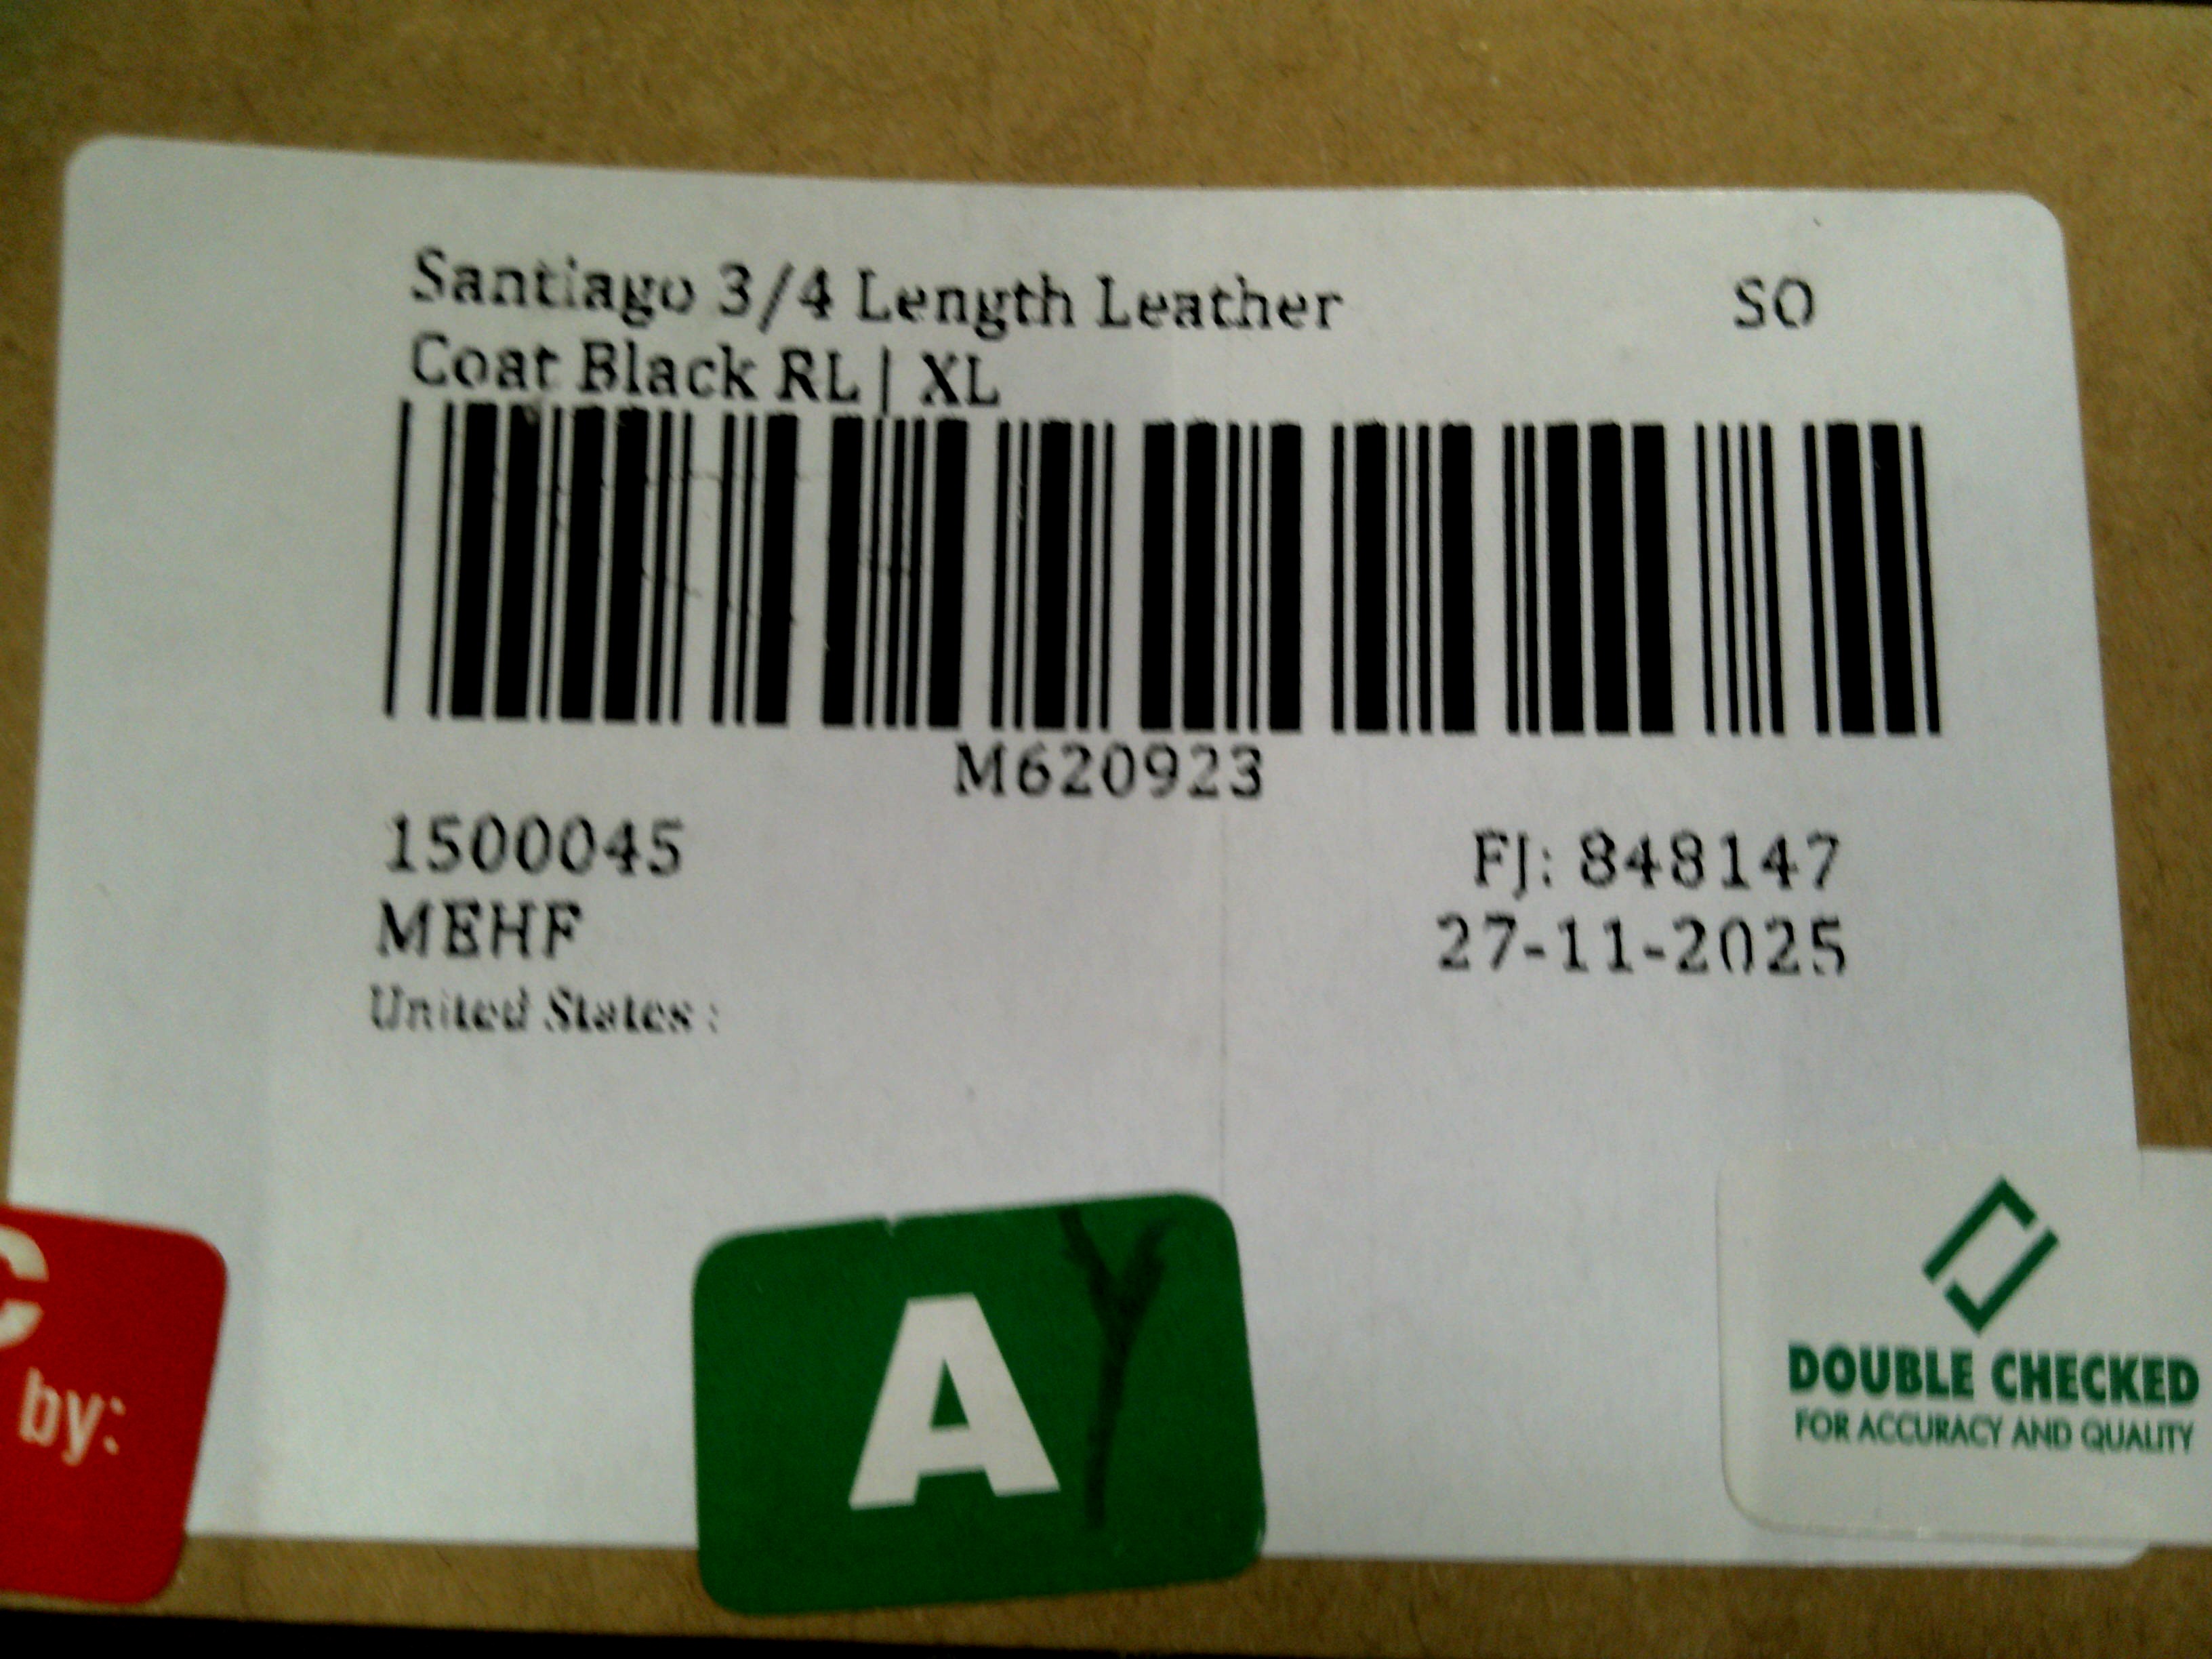 Santiago 3/4 Length Leather SO
Coat Black RL | XL
M620923
1500045 FJ: 848147
MEHF 27-11-2025
United States :
C
by:
A Y
DOUBLE CHECKED
FOR ACCURACY AND QUALITY